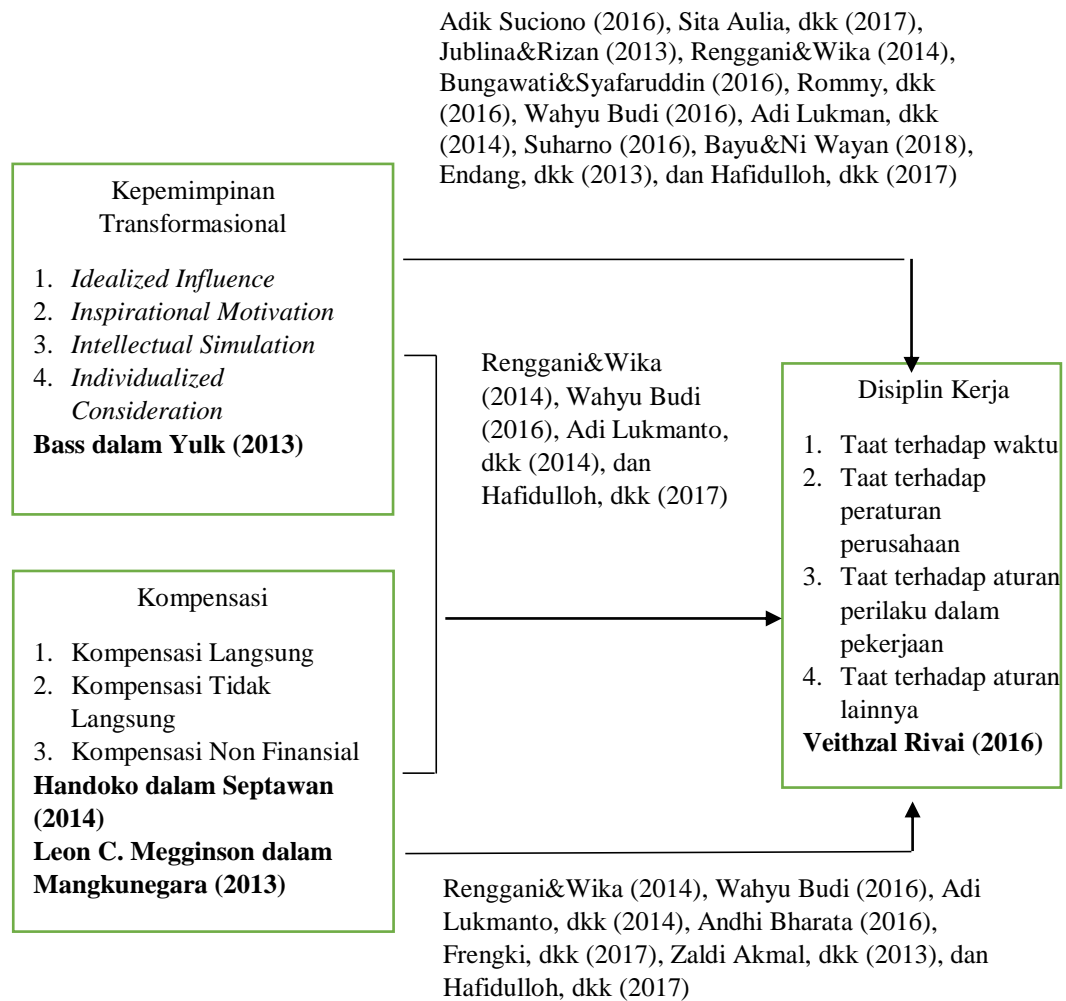 Adik Suciono (2016), Sita Aulia, dkk (2017),
Jublina&Rizan (2013), Renggani&Wika (2014),
Bungawati&Syafaruddin (2016), Rommy, dkk
(2016), Wahyu Budi (2016), Adi Lukman, dkk
(2014), Suharno (2016), Bayu&Ni Wayan (2018),
Endang, dkk (2013), dan Hafidulloh, dkk (2017)
Kepemimpinan
Transformasional
1. Idealized Influence
2. Inspirational Motivation
3. Intellectual Simulation
4. Individualized
Consideration
Bass dalam Yulk (2013)
Renggani&Wika
(2014), Wahyu Budi
(2016), Adi Lukmanto,
dkk (2014), dan
Hafidulloh, dkk (2017)
Disiplin Kerja
1. Taat terhadap waktu
2. Taat terhadap
peraturan
perusahaan
3. Taat terhadap aturan
perilaku dalam
pekerjaan
4. Taat terhadap aturan
lainnya
Veithzal Rivai (2016)
Kompensasi
1. Kompensasi Langsung
2. Kompensasi Tidak
Langsung
3. Kompensasi Non Finansial
Handoko dalam Septawan
(2014)
Leon C. Megginson dalam
Mangkunegara (2013)
Renggani&Wika (2014), Wahyu Budi (2016), Adi
Lukmanto, dkk (2014), Andhi Bharata (2016),
Frengki, dkk (2017), Zaldi Akmal, dkk (2013), dan
Hafidulloh, dkk (2017)